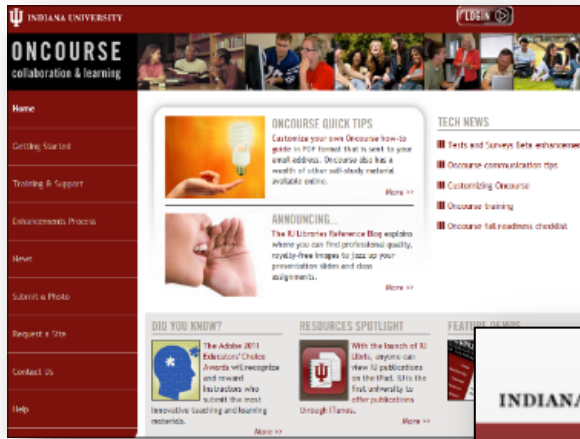 INDIANA UNIVERSITY
LOGIN
ONCOURSE
collaboration & learning
Home
Getting Started
Training & Support
Enhancements Process
News
Submit a Photo
Request a Site
Contact Us
Help
ONCOURSE QUICK TIPS
Customize your own Oncourse how-to
guide in PDF format that is sent to your
email address. Oncourse also has a
wealth of other self-study material
available online.
More >>
ANNOUNCING...
The IU Libraries Reference Blog explains
where you can find professional quality,
royalty-free images to jazz up your
presentation slides and class
assignments.
More >>
TECH NEWS
Tests and Surveys Beta enhancemen
Oncourse communication tips
Customizing Oncourse
Oncourse training
Oncourse fall readiness checklist
DID YOU KNOW?
The Adobe 2011
Educators' Choice
Awards will recognize
and reward
instructors who
submit the most
innovative teaching and learning
materials.
More >>
RESOURCES SPOTLIGHT
With the launch of IU
Libris, anyone can
view IU publications
on the iPad. IU is the
first university to
offer publications
through iTunes.
More >>
FEATURE DEMOS
INDIANA